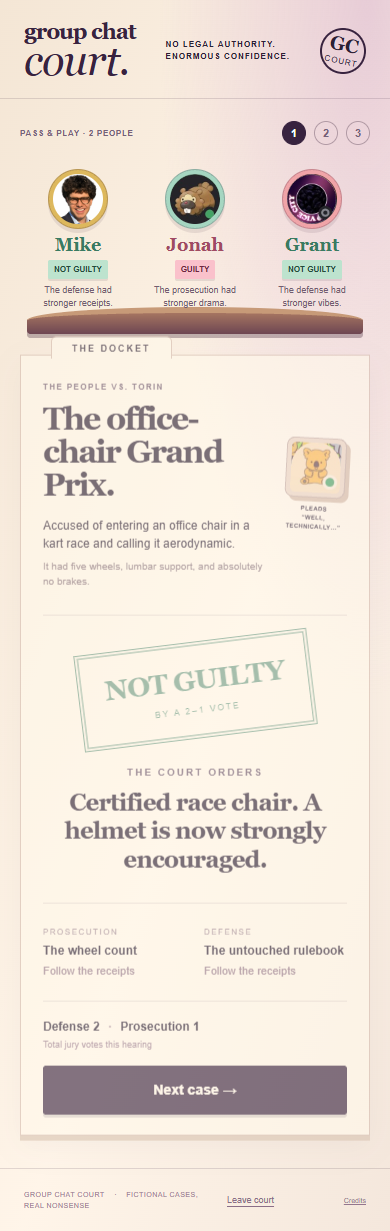 group chat
court.
NO LEGAL AUTHORITY.
ENORMOUS CONFIDENCE.
GC
COURT
PASS & PLAY · 2 PEOPLE
1 2 3
Mike
NOT GUILTY
The defense had
stronger receipts.
Jonah
GUILTY
The prosecution had
stronger drama.
Grant
NOT GUILTY
The defense had
stronger vibes.
THE DOCKET
THE PEOPLE VS. TORIN
The office-
chair Grand
Prix.
Accused of entering an office chair in a
kart race and calling it aerodynamic.
It had five wheels, lumbar support, and absolutely
no brakes.
PLEADS
"WELL,
TECHNICALLY..."
NOT GUILTY
BY A 2–1 VOTE
THE COURT ORDERS
Certified race chair. A
helmet is now strongly
encouraged.
PROSECUTION
The wheel count
Follow the receipts
DEFENSE
The untouched rulebook
Follow the receipts
Defense 2 · Prosecution 1
Total jury votes this hearing
Next case →
GROUP CHAT COURT · FICTIONAL CASES,
REAL NONSENSE
Leave court
Credits